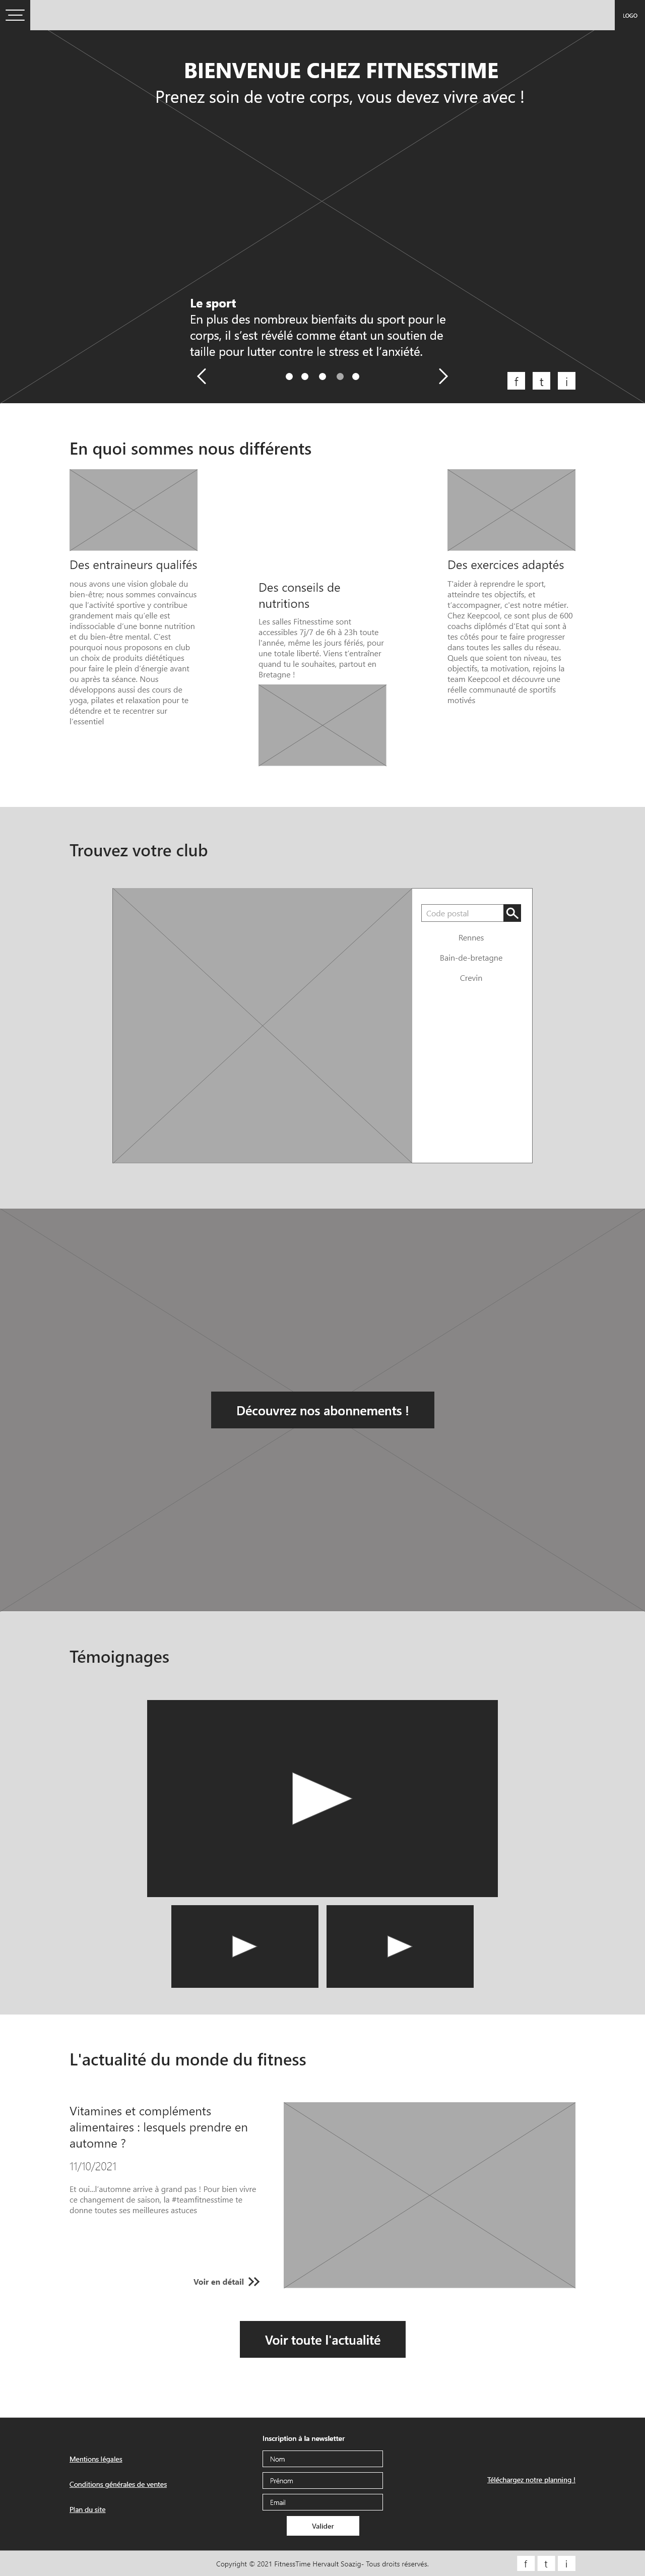 LOGO
BIENVENUE CHEZ FITNESSTIME
Prenez soin de votre corps, vous devez vivre avec !
Le sport
En plus des nombreux bienfaits du sport pour le
corps, il s'est révélé comme étant un soutien de
taille pour lutter contre le stress et l'anxiété.
f t i
En quoi sommes nous différents
Des entraineurs qualifés
nous avons une vision globale du
bien-être; nous sommes convaincus
que l'activité sportive y contribue
grandement mais qu'elle est
indissociable d'une bonne nutrition
et du bien-être mental. C'est
pourquoi nous proposons en club
un choix de produits diététiques
pour faire le plein d'énergie avant
ou après ta séance. Nous
développons aussi des cours de
yoga, pilates et relaxation pour te
détendre et te recentrer sur
l'essentiel
Des conseils de
nutritions
Les salles Fitnesstime sont
accessibles 7j/7 de 6h à 23h toute
l'année, même les jours fériés, pour
une totale liberté. Viens t'entraîner
quand tu le souhaites, partout en
Bretagne !
Des exercices adaptés
T'aider à reprendre le sport,
atteindre tes objectifs, et
t'accompagner, c'est notre métier.
Chez Keepcool, ce sont plus de 600
coachs diplômés d'Etat qui sont à
tes côtés pour te faire progresser
dans toutes les salles du réseau.
Quels que soient ton niveau, tes
objectifs, ta motivation, rejoins la
team Keepcool et découvre une
réelle communauté de sportifs
motivés
Trouvez votre club
Code postal
Rennes
Bain-de-bretagne
Crevin
Découvrez nos abonnements !
Témoignages
L'actualité du monde du fitness
Vitamines et compléments
alimentaires : lesquels prendre en
automne ?
11/10/2021
Et oui...l'automne arrive à grand pas ! Pour bien vivre
ce changement de saison, la #teamfitnesstime te
donne toutes ses meilleures astuces
Voir en détail
Voir toute l'actualité
Mentions légales
Conditions générales de ventes
Plan du site
Inscription à la newsletter
Nom
Prénom
Email
Valider
Téléchargez notre planning !
Copyright © 2021 FitnessTime Hervault Soazig- Tous droits réservés.
f t i